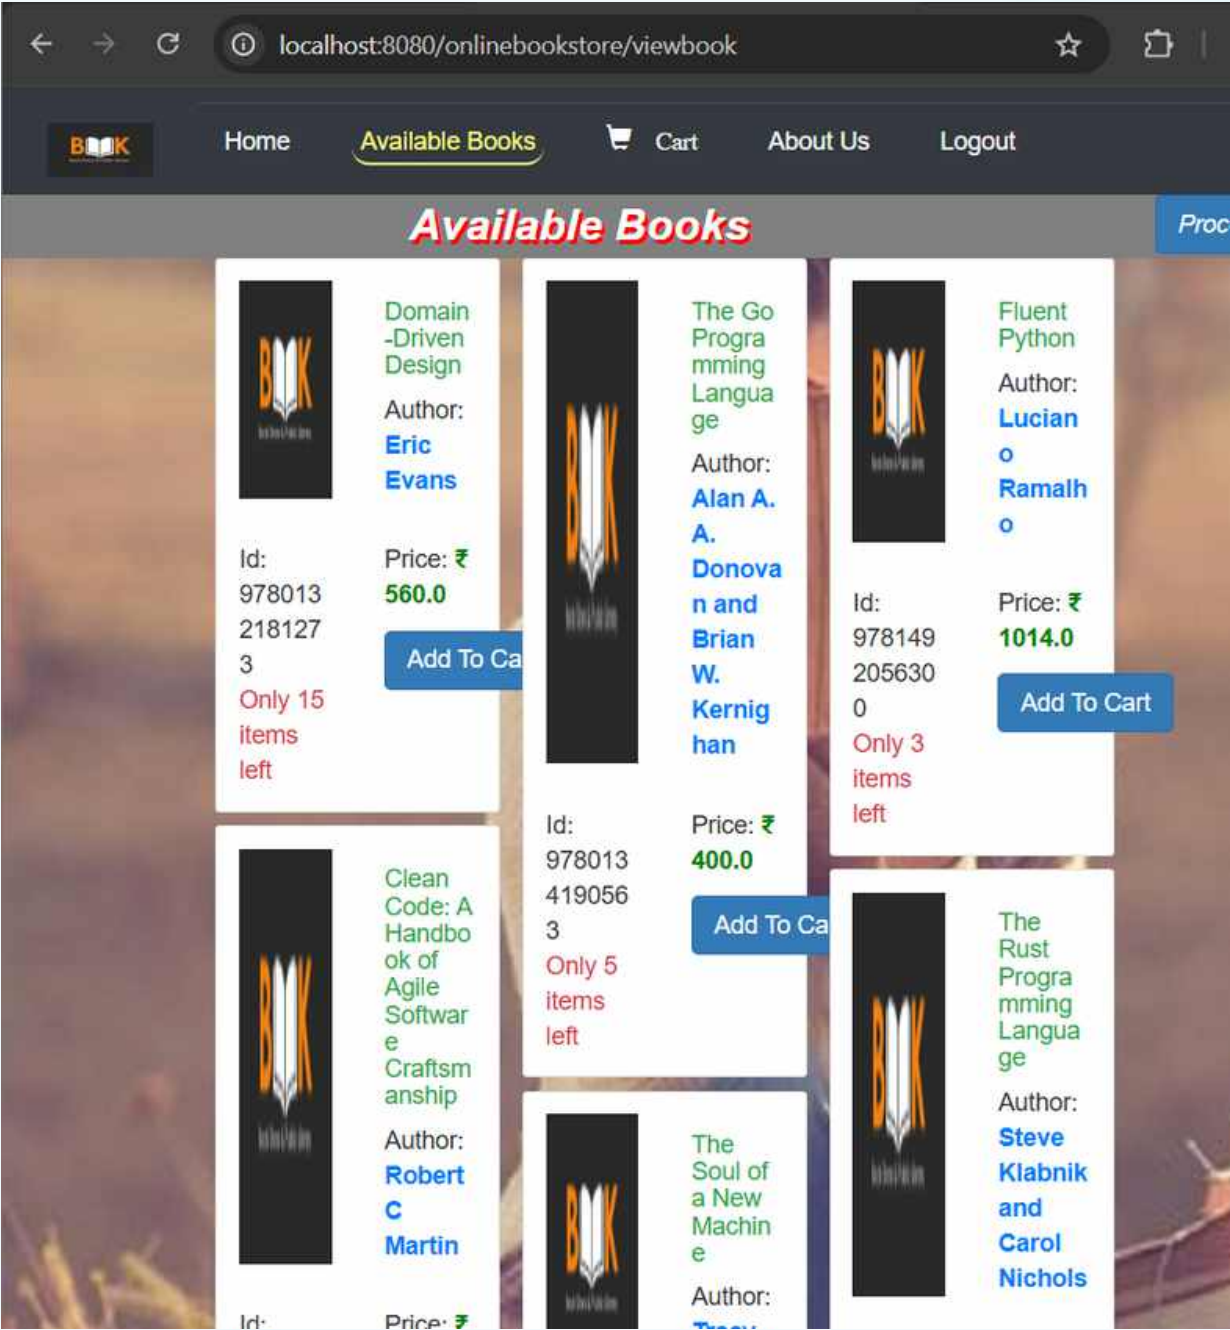 localhost:8080/onlinebookstore/viewbook
BOOK
Home
Available Books
Cart
About Us
Logout
Available Books
Proc
Domain
-Driven
Design
Author:
Eric
Evans
Id:
978013
218127
3
Only 15
items
left
Price: ₹
560.0
Add To Ca
The Go
Progra
mming
Langua
ge
Author:
Alan A.
A.
Donova
n and
Brian
W.
Kernig
han
Id:
978013
419056
3
Only 5
items
left
Price: ₹
400.0
Add To Ca
Fluent
Python
Author:
Lucian
o
Ramalh
o
Id:
978149
205630
0
Only 3
items
left
Price: ₹
1014.0
Add To Cart
Clean
Code: A
Handbo
ok of
Agile
Softwar
e
Craftsm
anship
Author:
Robert
C
Martin
Id:
Price: ₹
The
Soul of
a New
Machin
e
Author:
Tracy
The
Rust
Progra
mming
Langua
ge
Author:
Steve
Klabnik
and
Carol
Nichols